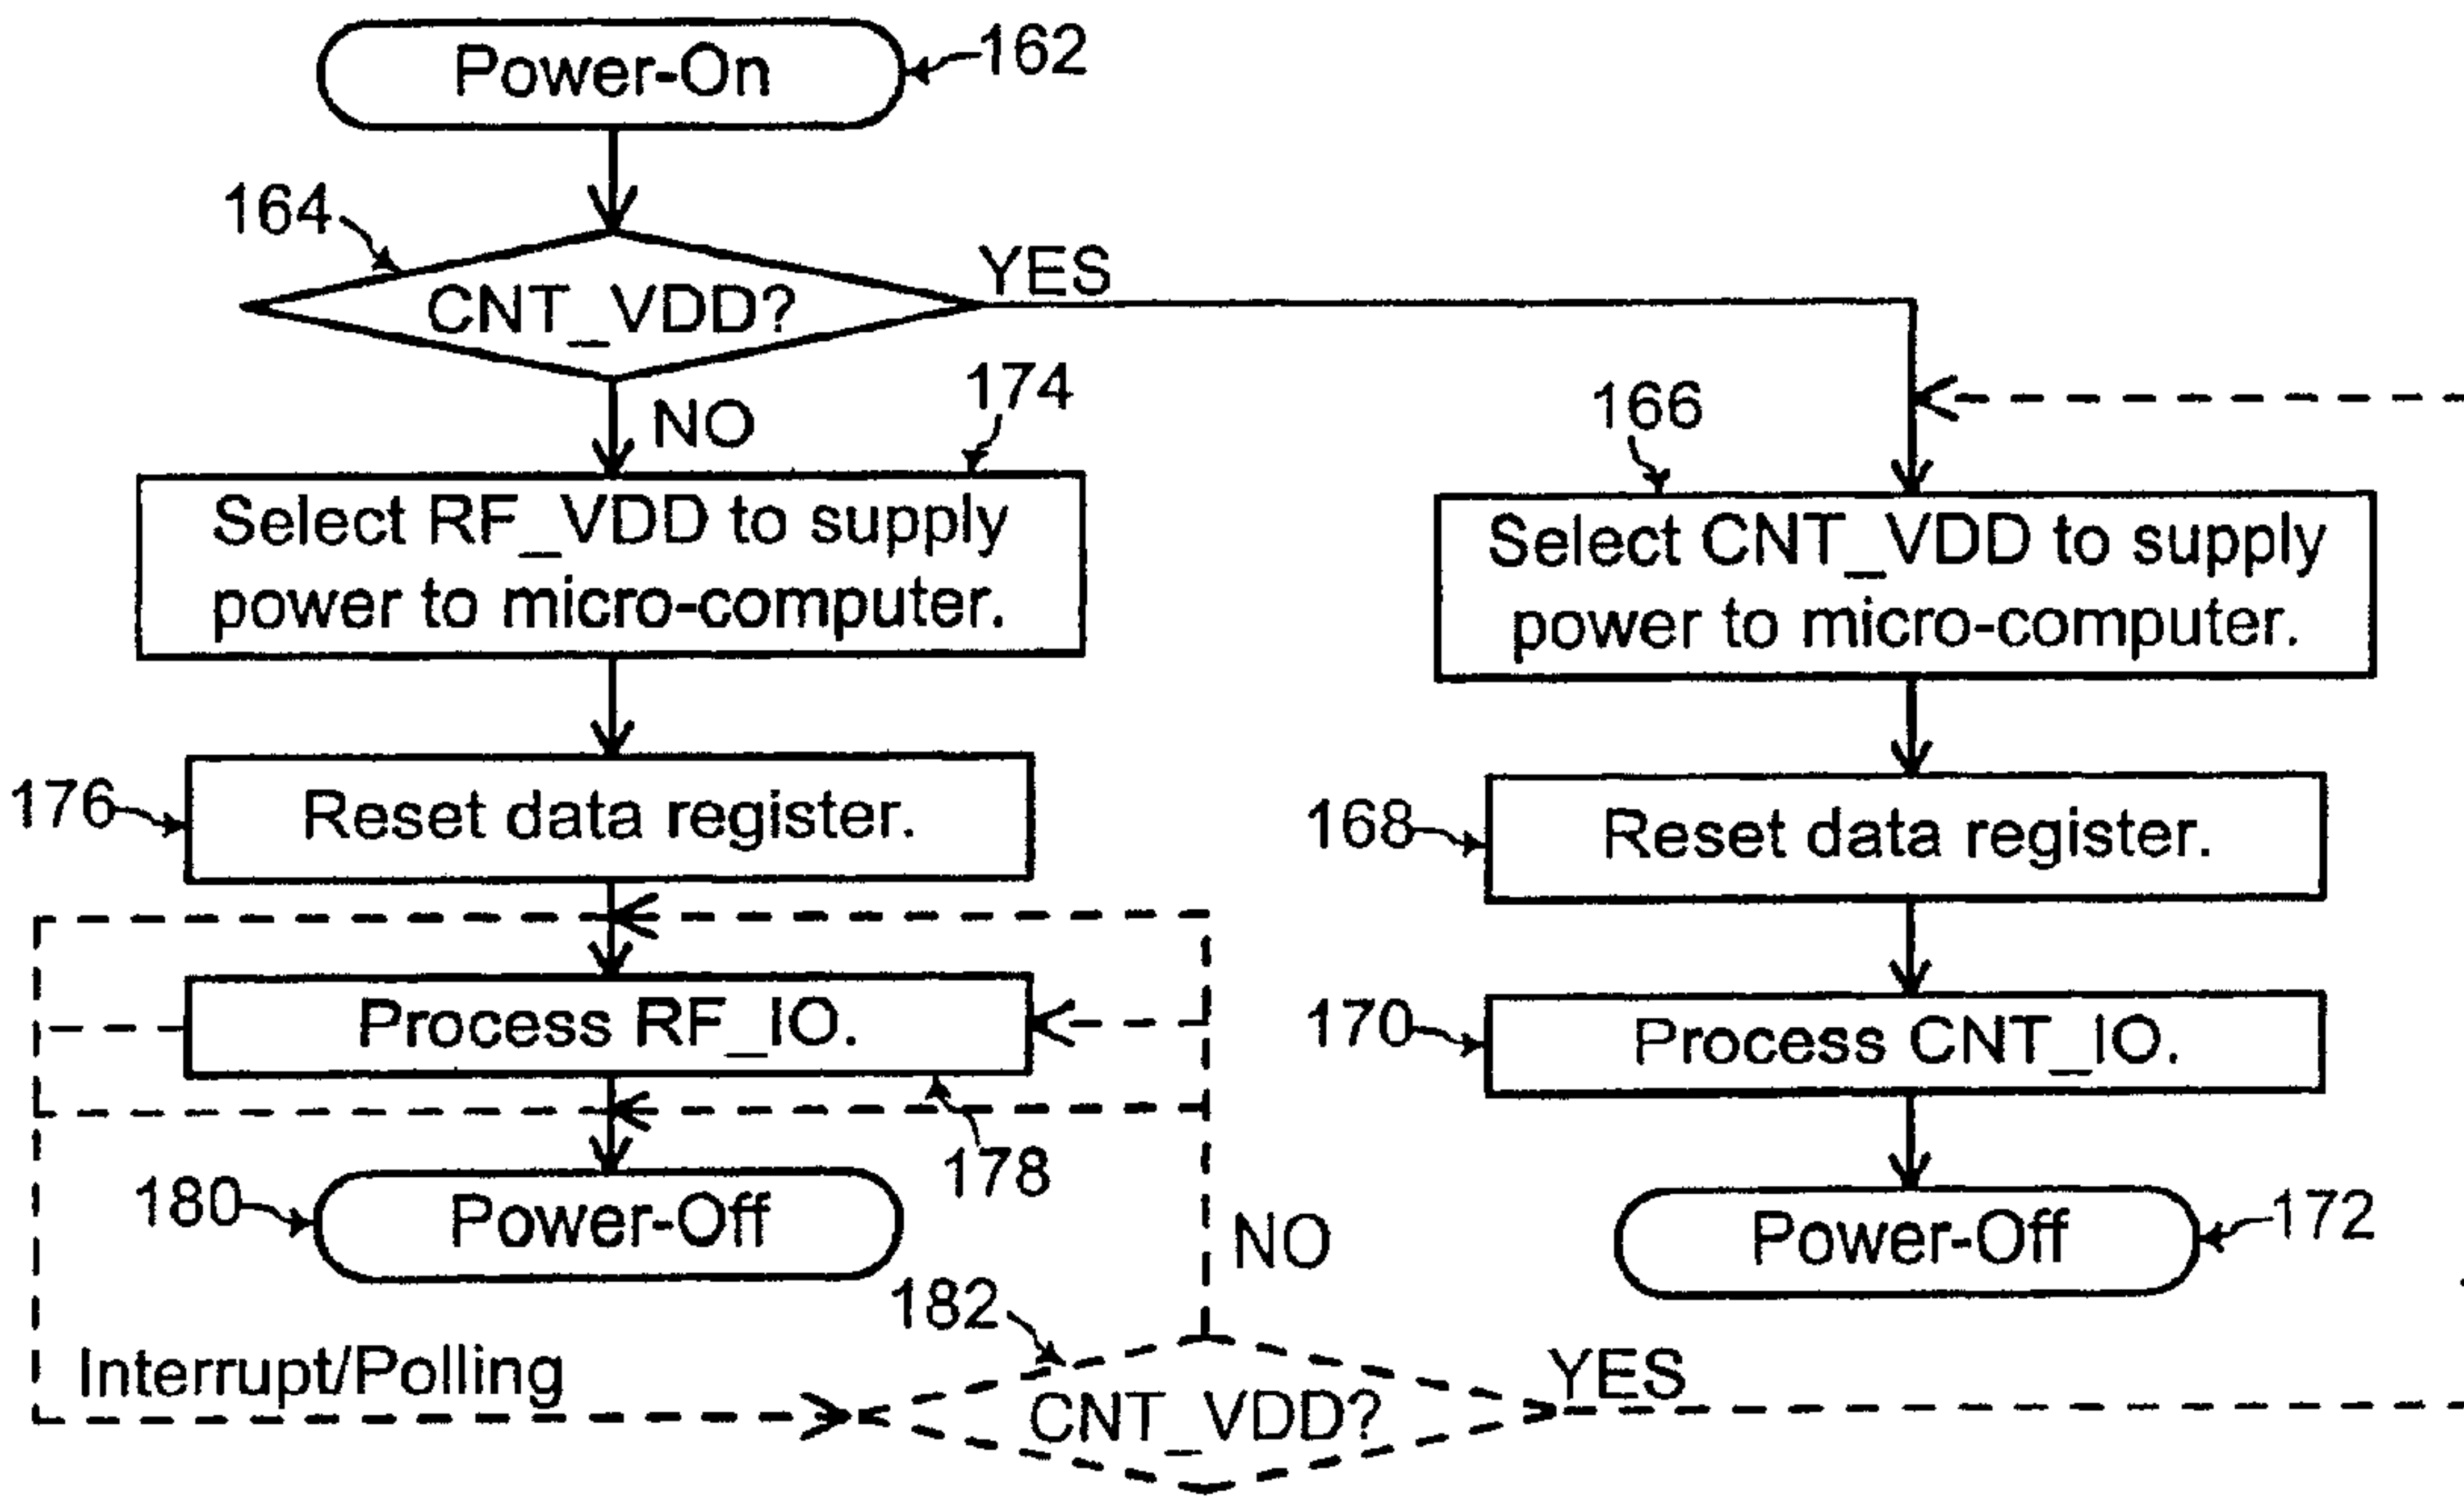 Power-On
162
164
CNT_VDD?
YES
NO
174
Select RF_VDD to supply
power to micro-computer.
166
Select CNT_VDD to supply
power to micro-computer.
176
Reset data register.
168
Reset data register.
Process RF_IO.
178
170
Process CNT_IO.
180
Power-Off
172
Power-Off
NO
182
Interrupt/Polling
CNT_VDD?
YES